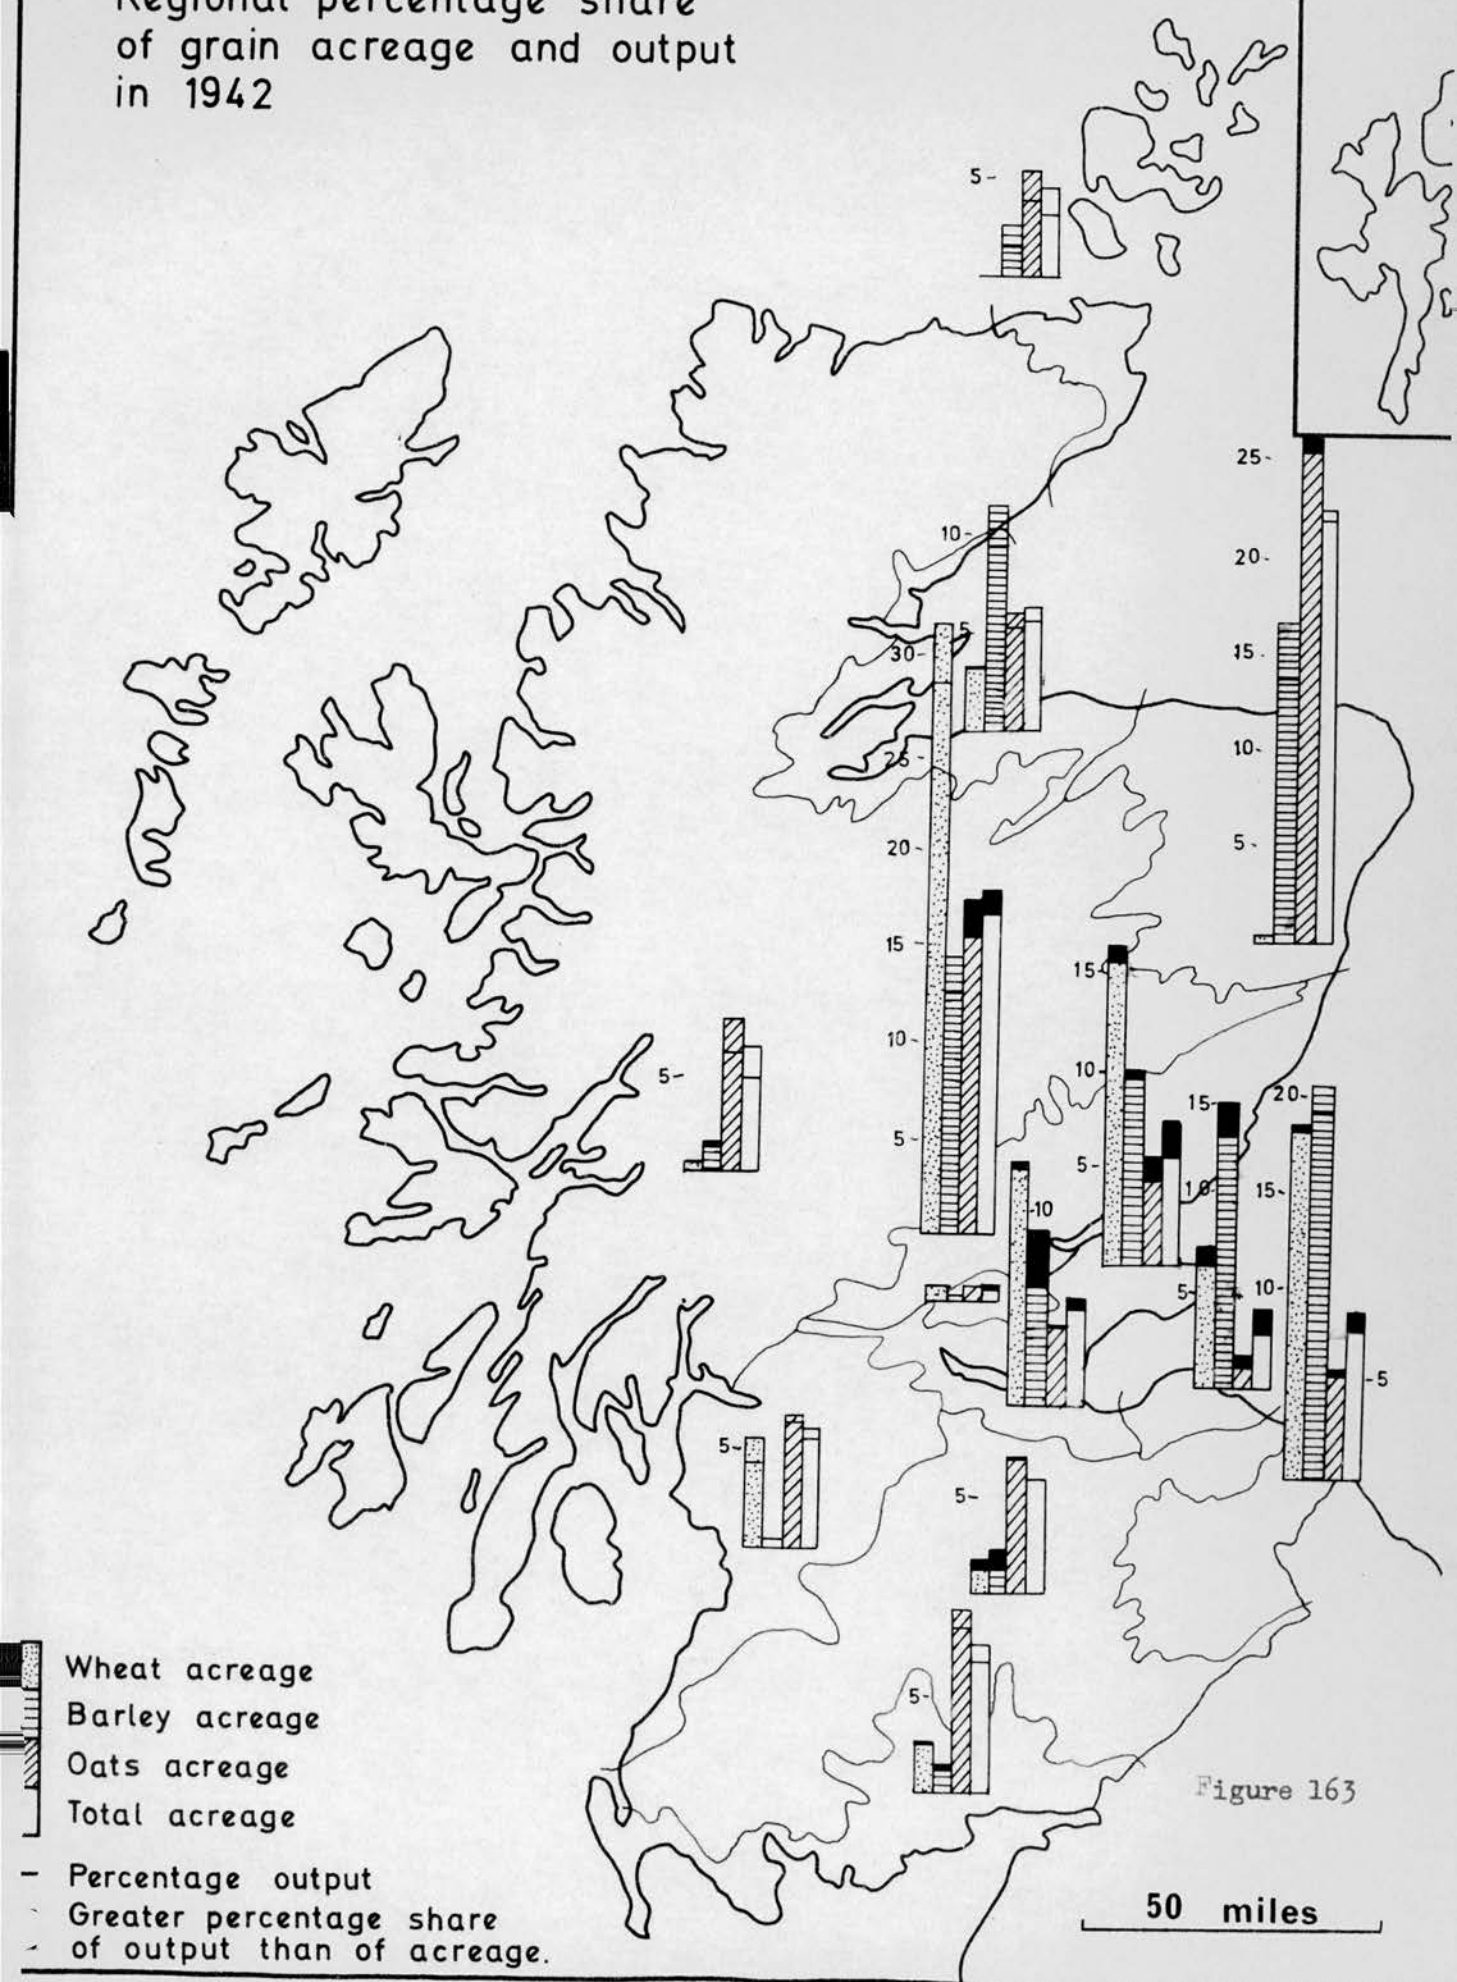 Regional percentage share
of grain acreage and output
in 1942
5-
25-
20-
15-
10-
5-
10-
5
30-
25-
20-
15-
10-
5-
15-
10-
5-
5-
15-
10-
5-
20-
15-
10-
-5
-10
5-
5-
5-
Wheat acreage
Barley acreage
Oats acreage
Total acreage
– Percentage output
Greater percentage share
of output than of acreage.
Figure 163
50 miles